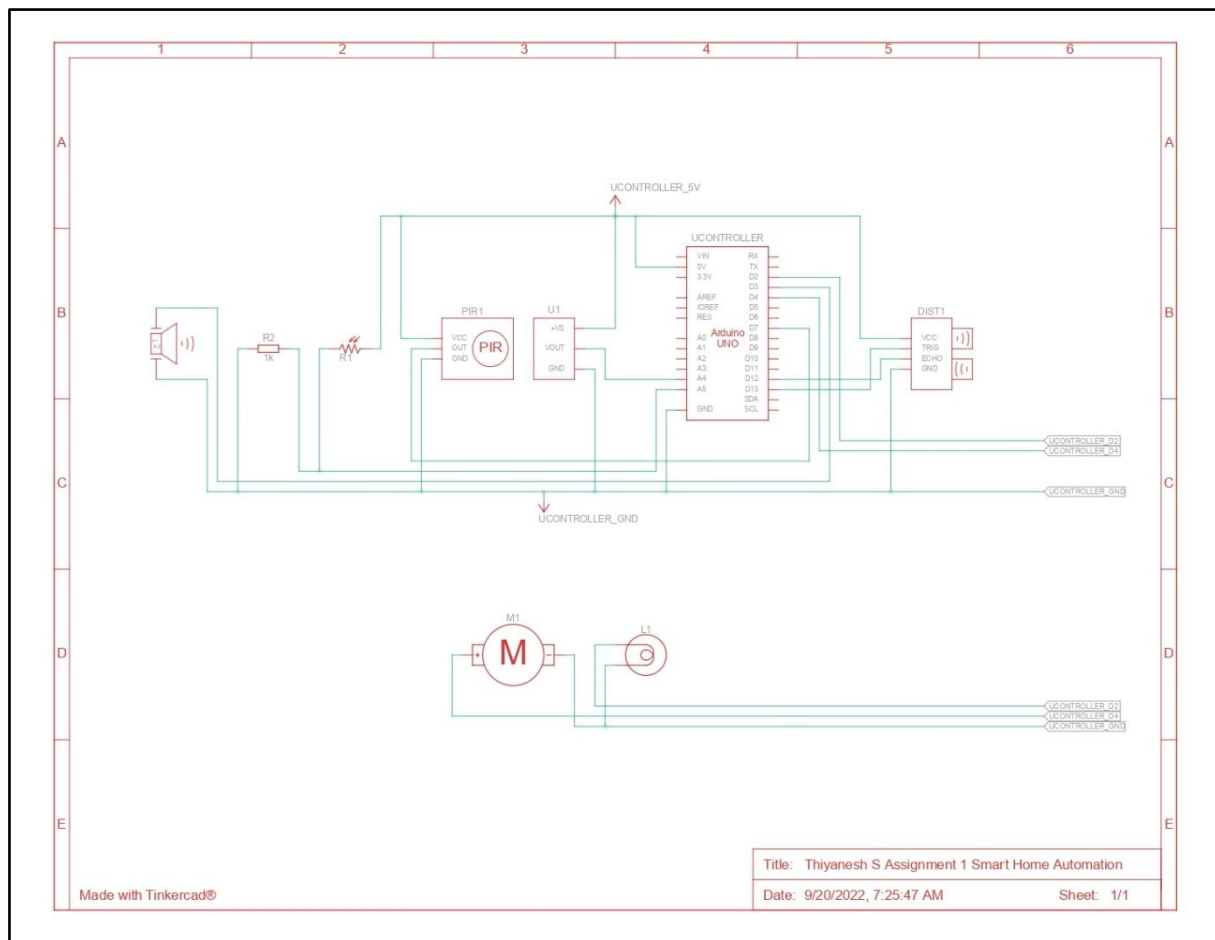 1 2 3 4 5 6
A A
UCONTROLLER_5V
B B
UCONTROLLER
VIN RX
5V TX
3.3V D2
D3
AREF D4
IOREF D5
RES D6
D7
A0 D8
A1 D9
A2 D10
A3 D11
A4 D12
A5 D13
SDA
GND SCL
Arduino
UNO
1 2
R2
1k
R1
PIR1
VCC
OUT
GND
PIR
U1
+VS
VOUT
GND
DIST1
VCC
TRIG
ECHO
GND
UCONTROLLER_D2
UCONTROLLER_D4
C C
UCONTROLLER_GND
UCONTROLLER_GND
M1
+ M -
L1
D D
UCONTROLLER_D2
UCONTROLLER_D4
UCONTROLLER_GND
E E
Title: Thiyanesh S Assignment 1 Smart Home Automation
Made with Tinkercad®
Date: 9/20/2022, 7:25:47 AM Sheet: 1/1